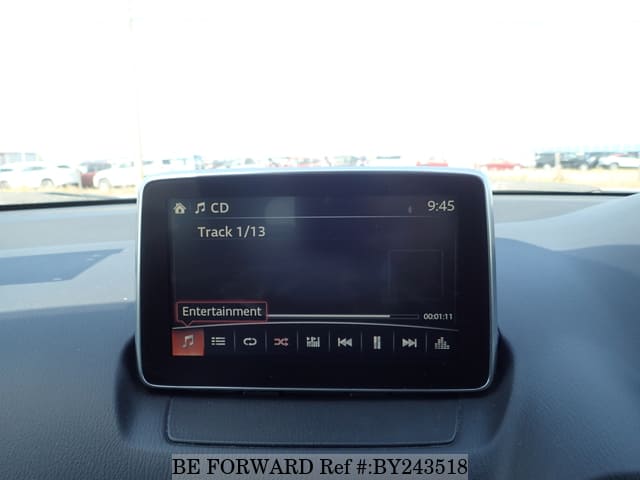 CD 9:45
Track 1/13
Entertainment
00:01:11
BE FORWARD Ref #:BY243518